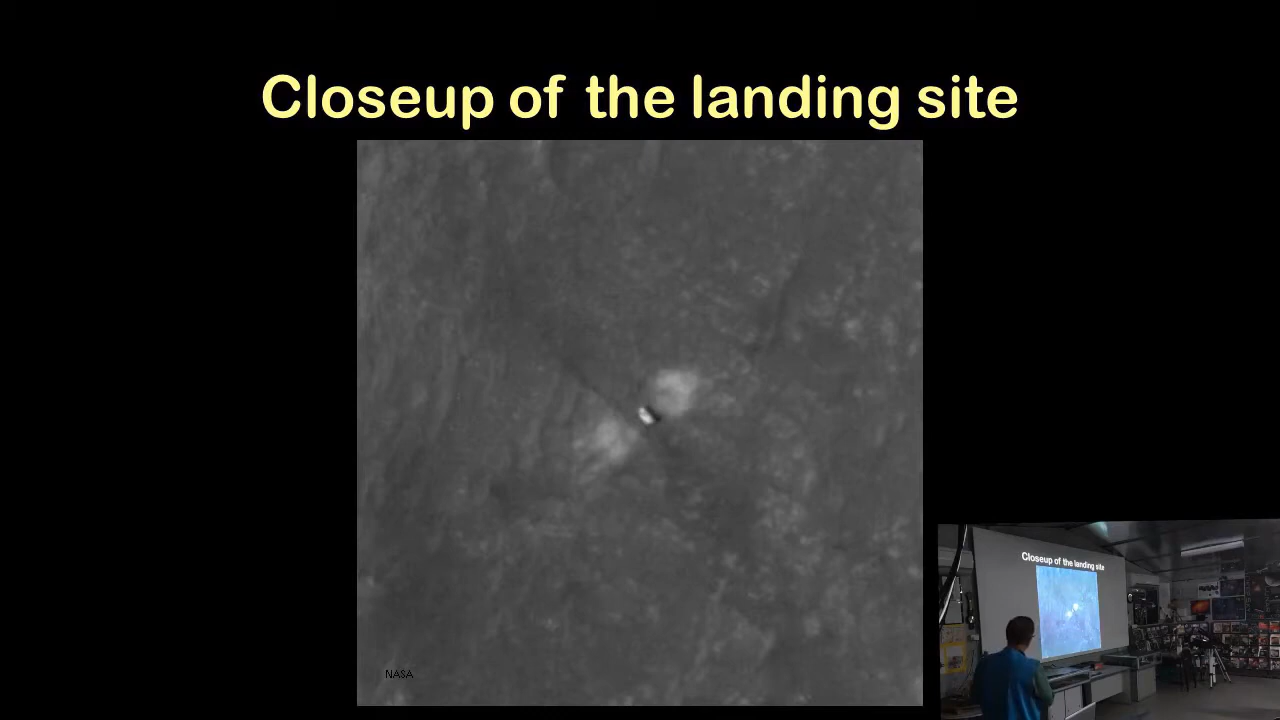 Closeup of the landing site
NASA
Closeup of the landing site